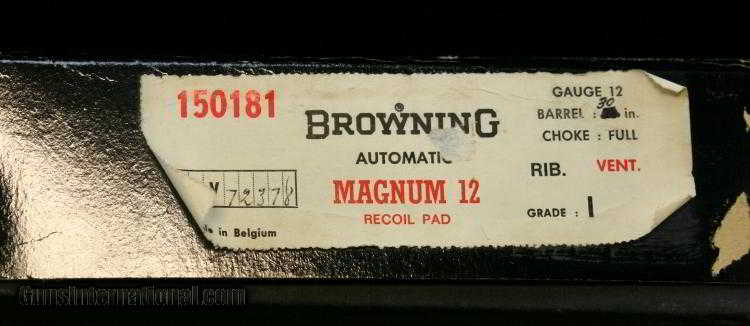 150181
BROWNING
AUTOMATIC
MAGNUM 12
RECOIL PAD
V 72378
in Belgium
GAUGE 12
BARREL : 30 in.
CHOKE : FULL
RIB. VENT.
GRADE : I
GunsInternational.com